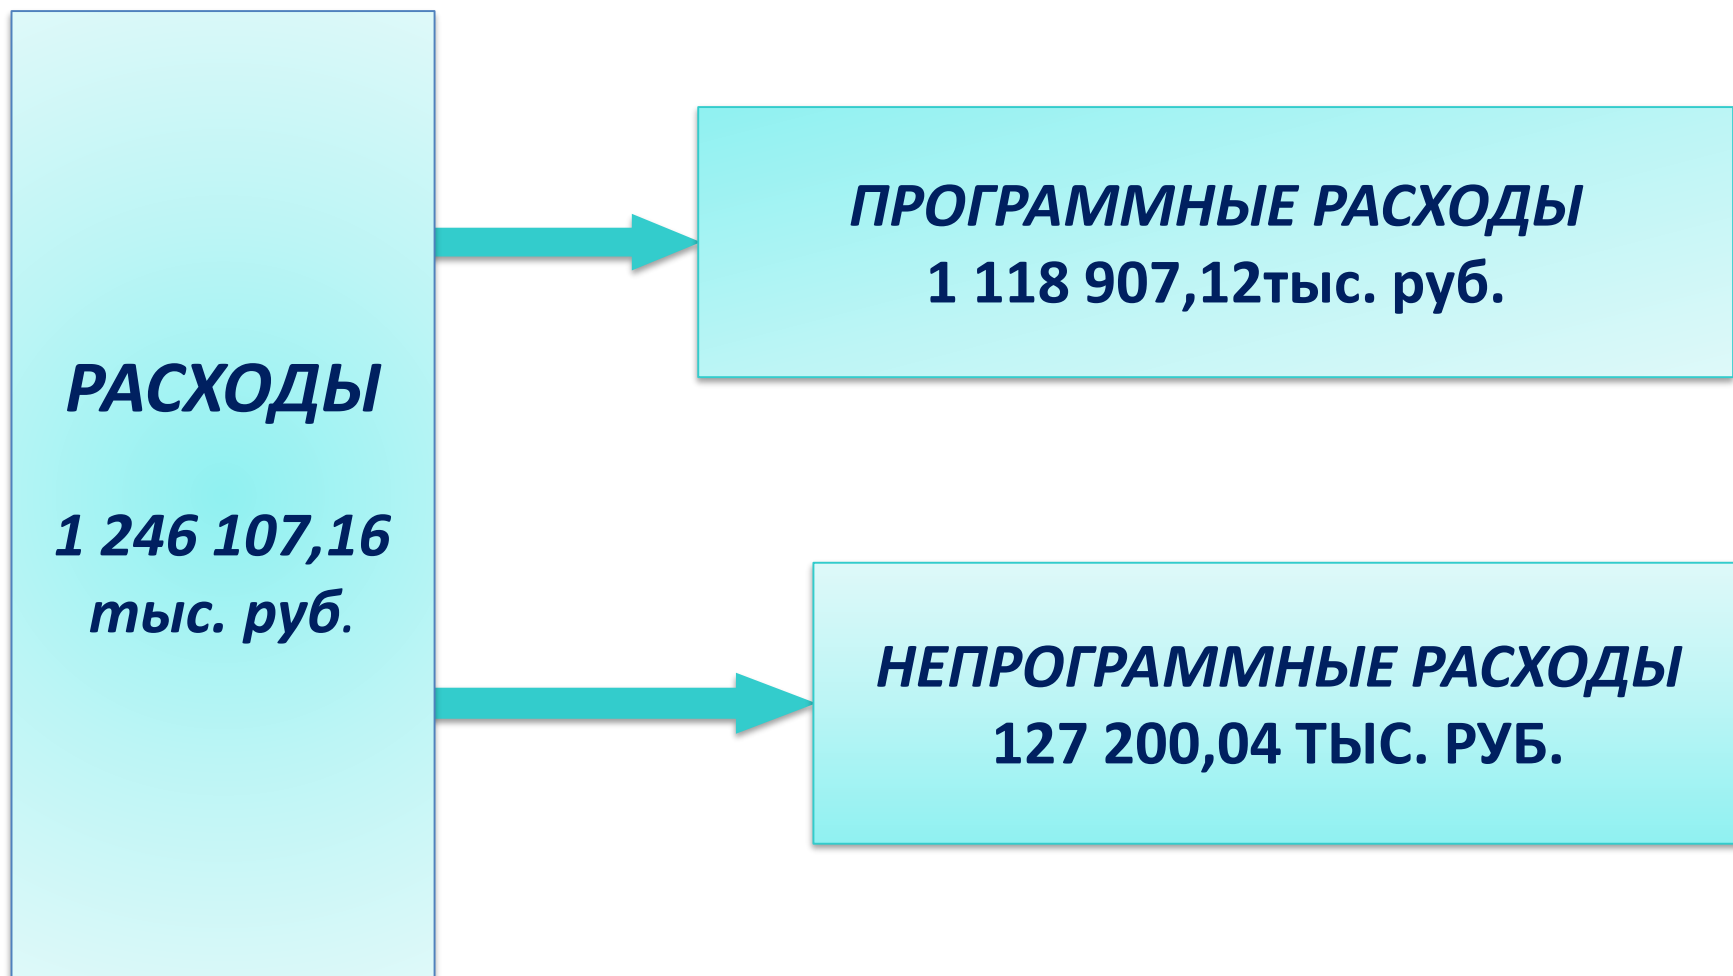 РАСХОДЫ
1 246 107,16
тыс. руб.
ПРОГРАММНЫЕ РАСХОДЫ
1 118 907,12тыс. руб.
НЕПРОГРАММНЫЕ РАСХОДЫ
127 200,04 ТЫС. РУБ.